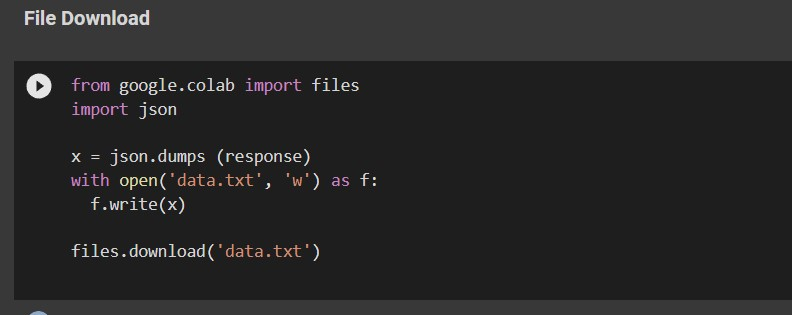 File Download
from google.colab import files
import json
x = json.dumps (response)
with open('data.txt', 'w') as f:
f.write(x)
files.download('data.txt')